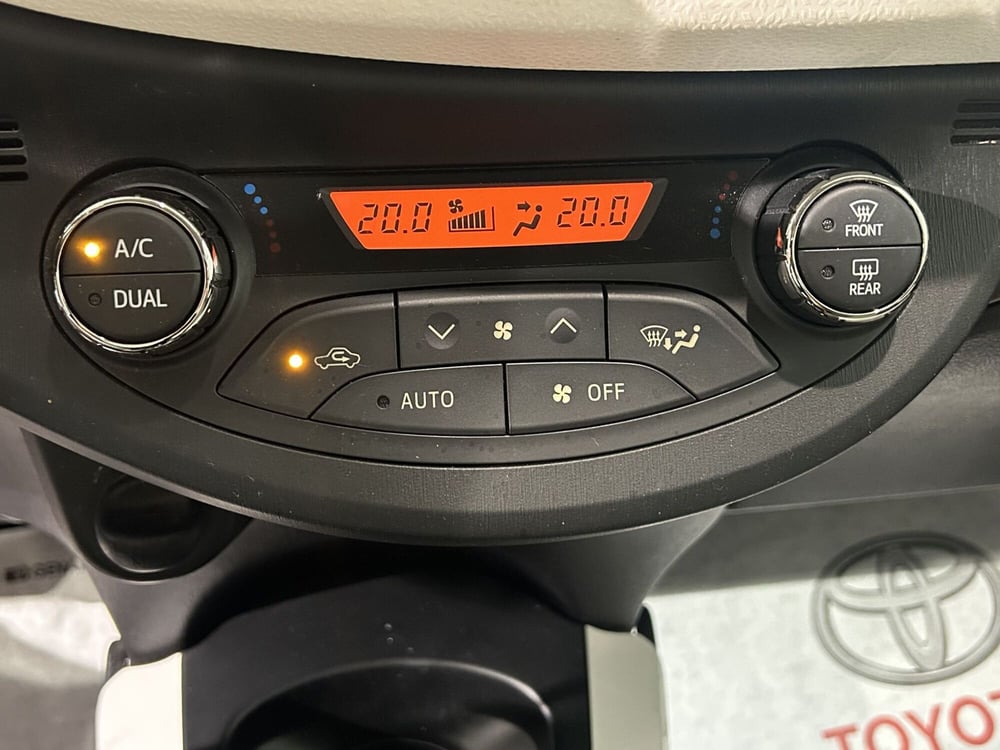 20.0 20.0
A/C
DUAL
FRONT
REAR
AUTO
OFF
TOYOT